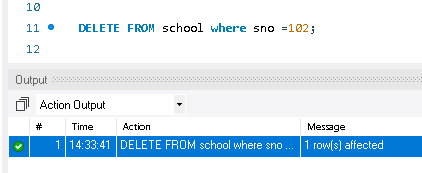 10
11 DELETE FROM school where sno =102;
12
Output
Action Output
# Time Action Message
1 14:33:41 DELETE FROM school where sno ... 1 row(s) affected